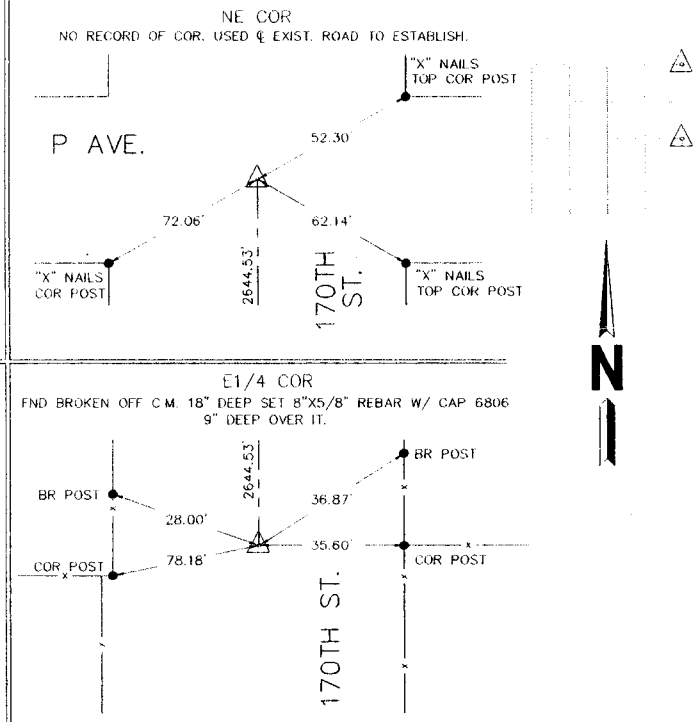 NE COR
NO RECORD OF COR. USED ℄ EXIST. ROAD TO ESTABLISH.
"X" NAILS
TOP COR POST
P AVE.
52.30'
72.06'
62.14'
2644.53'
170TH
ST.
"X" NAILS
COR POST
"X" NAILS
TOP COR POST
N
E1/4 COR
FND BROKEN OFF C.M. 18" DEEP SET 8"X5/8" REBAR W/ CAP 6806
9" DEEP OVER IT.
2644.53'
BR POST
BR POST
36.87'
28.00'
35.60'
78.18'
COR POST
COR POST
170TH ST.